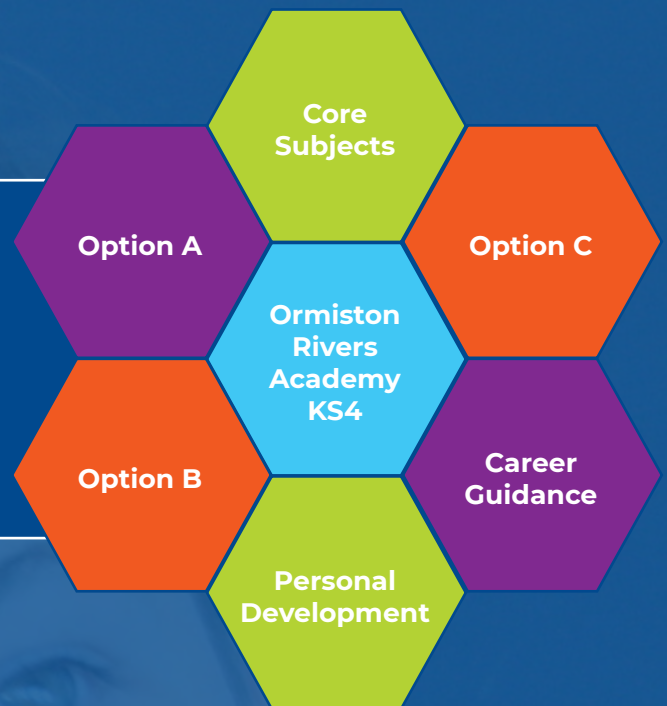 Core
Subjects
Option A
Option C
Ormiston
Rivers
Academy
KS4
Option B
Career
Guidance
Personal
Development